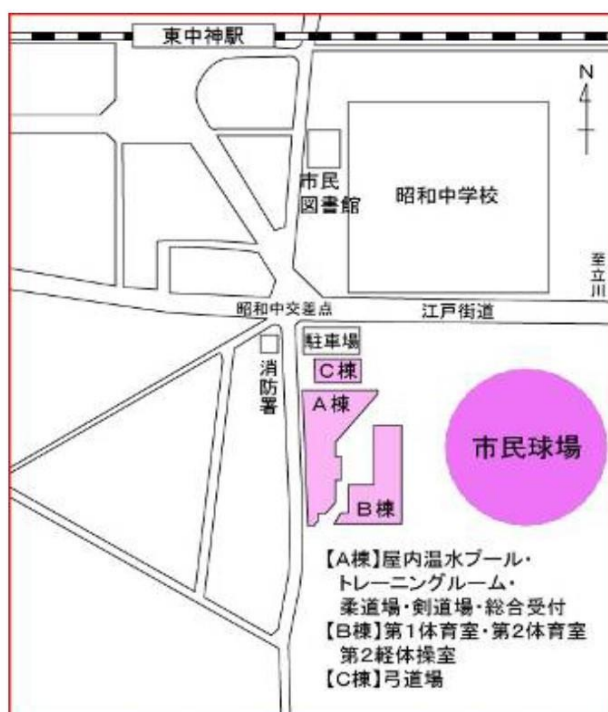 東中神駅
N
市民
図書館
昭和中学校
至立川
昭和中交差点
江戸街道
駐車場
消防署
C棟
A棟
市民球場
B棟
【A棟】屋内温水プール・
トレーニングルーム・
柔道場・剣道場・総合受付
【B棟】第1体育室・第2体育室
第2経体操室
【C棟】弓道場